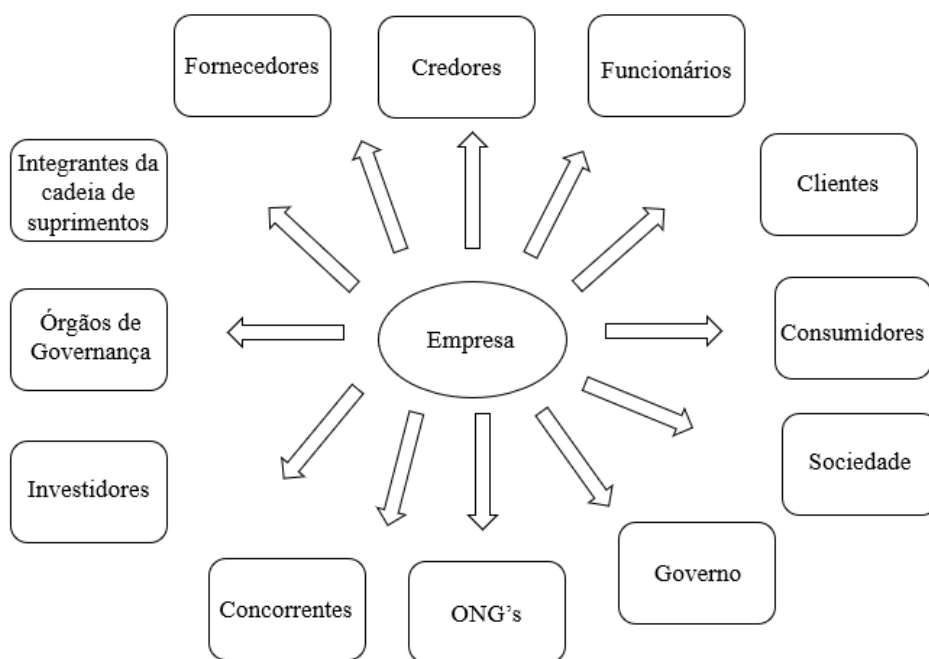 Fornecedores
Credores
Funcionários
Integrantes da
cadeia de
suprimentos
Clientes
Órgãos de
Governança
Empresa
Consumidores
Sociedade
Investidores
Governo
Concorrentes
ONG's